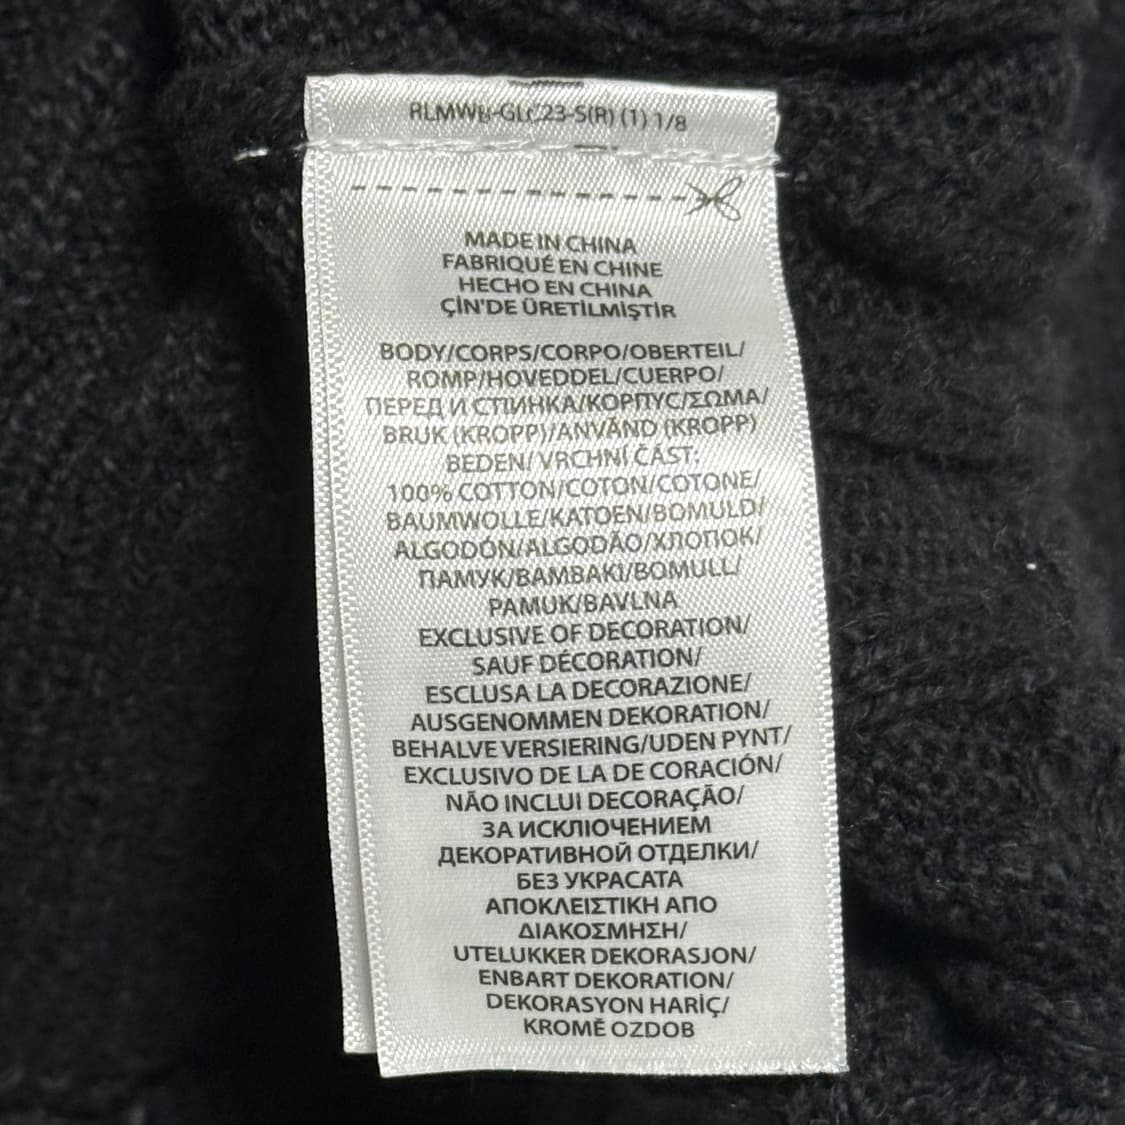 RLMWB-GLC23-S(R) (1) 1/8
MADE IN CHINA
FABRIQUÉ EN CHINE
HECHO EN CHINA
ÇİN'DE ÜRETİLMİŞTİR
BODY/CORPS/CORPO/OBERTEIL/
ROMP/HOVEDDEL/CUERPO/
ПЕРЕД И СПИНКА/КОРПУС/ΣΩΜΑ/
BRUK (KROPP)/ANVÄND (KROPP)
BEDEN/ VRCHNÍ ČÁST:
100% COTTON/COTON/COTONE/
BAUMWOLLE/KATOEN/BOMULD/
ALGODÓN/ALGODÃO/ХЛОПОК/
ПАМУК/ΒΑΜΒΑΚΙ/BOMULL/
PAMUK/BAVLNA
EXCLUSIVE OF DECORATION/
SAUF DÉCORATION/
ESCLUSA LA DECORAZIONE/
AUSGENOMMEN DEKORATION/
BEHALVE VERSIERING/UDEN PYNT/
EXCLUSIVO DE LA DE CORACIÓN/
NÃO INCLUI DECORAÇÃO/
ЗА ИСКЛЮЧЕНИЕМ
ДЕКОРАТИВНОЙ ОТДЕЛКИ/
БЕЗ УКРАСАТА
ΑΠΟΚΛΕΙΣΤΙΚΗ ΑΠΟ
ΔΙΑΚΟΣΜΗΣΗ/
UTELUKKER DEKORASJON/
ENBART DEKORATION/
DEKORASYON HARİÇ/
KROMĚ OZDOB